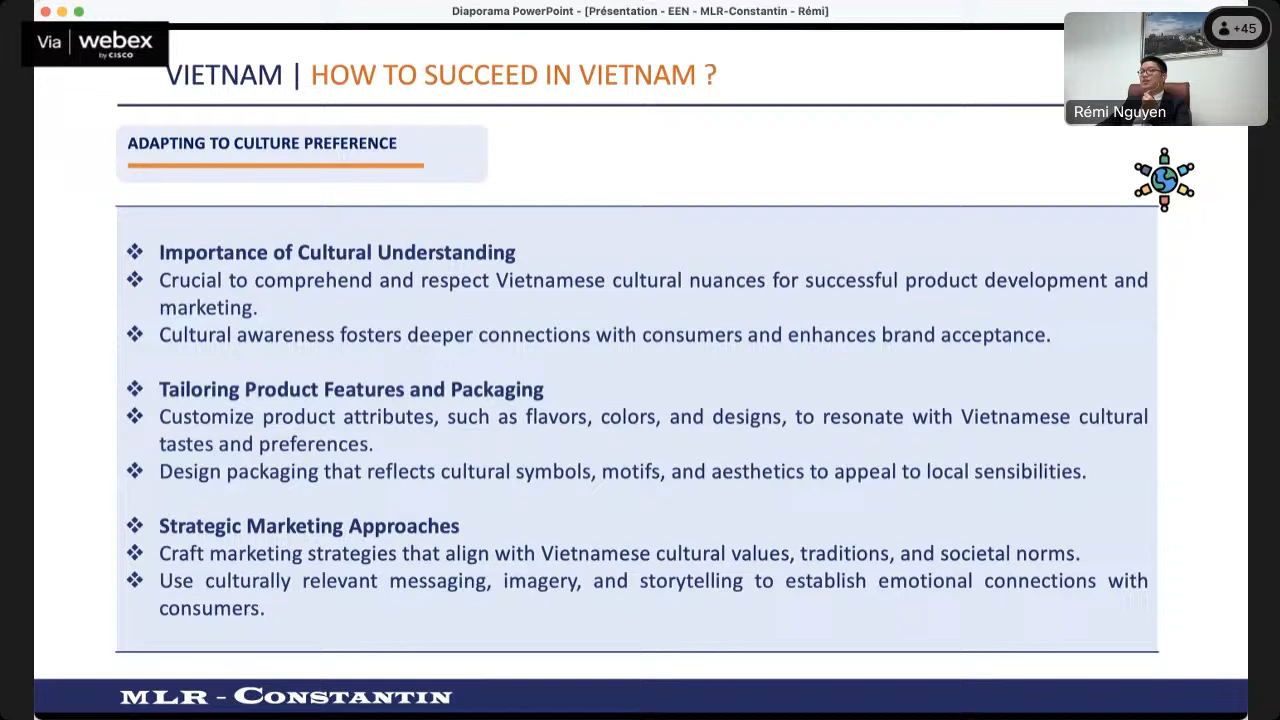 Diaporama PowerPoint - [Présentation - EEN - MLR-Constantin - Rémi]
Via | webex
by CISCO
+45
VIETNAM | HOW TO SUCCEED IN VIETNAM ?
Rémi Nguyen
ADAPTING TO CULTURE PREFERENCE
❖ Importance of Cultural Understanding
❖ Crucial to comprehend and respect Vietnamese cultural nuances for successful product development and
marketing.
❖ Cultural awareness fosters deeper connections with consumers and enhances brand acceptance.
❖ Tailoring Product Features and Packaging
❖ Customize product attributes, such as flavors, colors, and designs, to resonate with Vietnamese cultural
tastes and preferences.
❖ Design packaging that reflects cultural symbols, motifs, and aesthetics to appeal to local sensibilities.
❖ Strategic Marketing Approaches
❖ Craft marketing strategies that align with Vietnamese cultural values, traditions, and societal norms.
❖ Use culturally relevant messaging, imagery, and storytelling to establish emotional connections with
consumers.
MLR - CONSTANTIN